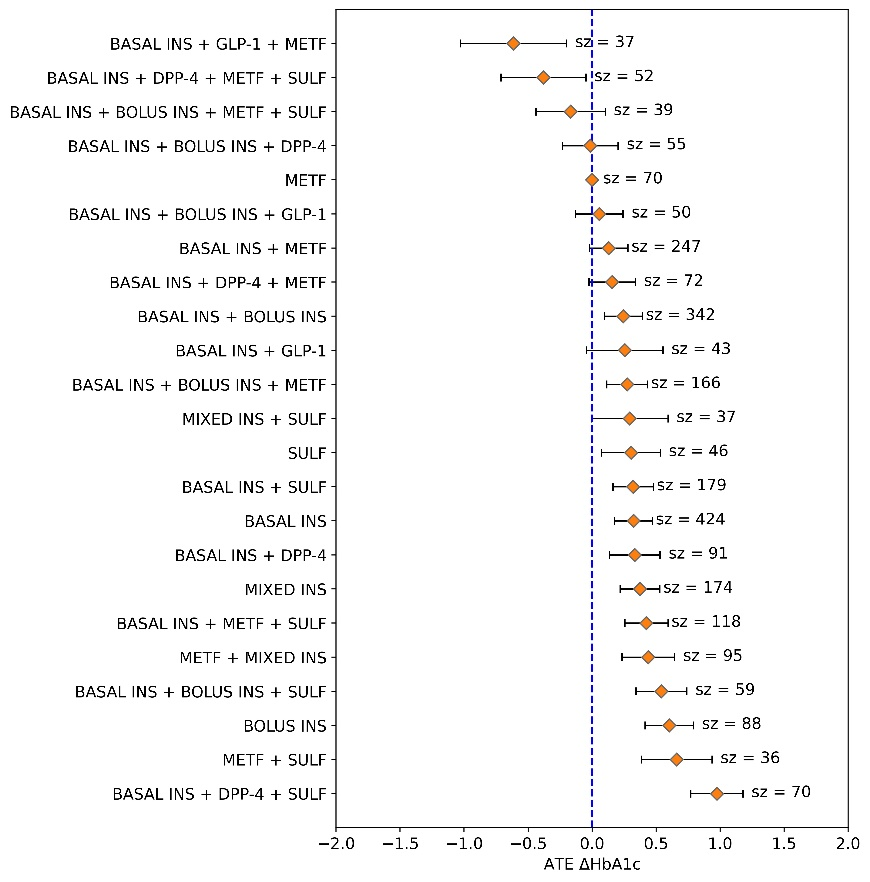 BASAL INS + GLP-1 + METF sz = 37
BASAL INS + DPP-4 + METF + SULF sz = 52
BASAL INS + BOLUS INS + METF + SULF sz = 39
BASAL INS + BOLUS INS + DPP-4 sz = 55
METF sz = 70
BASAL INS + BOLUS INS + GLP-1 sz = 50
BASAL INS + METF sz = 247
BASAL INS + DPP-4 + METF sz = 72
BASAL INS + BOLUS INS sz = 342
BASAL INS + GLP-1 sz = 43
BASAL INS + BOLUS INS + METF sz = 166
MIXED INS + SULF sz = 37
SULF sz = 46
BASAL INS + SULF sz = 179
BASAL INS sz = 424
BASAL INS + DPP-4 sz = 91
MIXED INS sz = 174
BASAL INS + METF + SULF sz = 118
METF + MIXED INS sz = 95
BASAL INS + BOLUS INS + SULF sz = 59
BOLUS INS sz = 88
METF + SULF sz = 36
BASAL INS + DPP-4 + SULF sz = 70
−2.0 −1.5 −1.0 −0.5 0.0 0.5 1.0 1.5 2.0
ATE ΔHbA1c